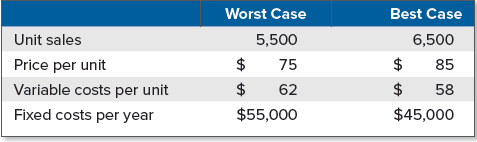 Worst Case Best Case
Unit sales 5,500 6,500
Price per unit $ 75 $ 85
Variable costs per unit $ 62 $ 58
Fixed costs per year $55,000 $45,000